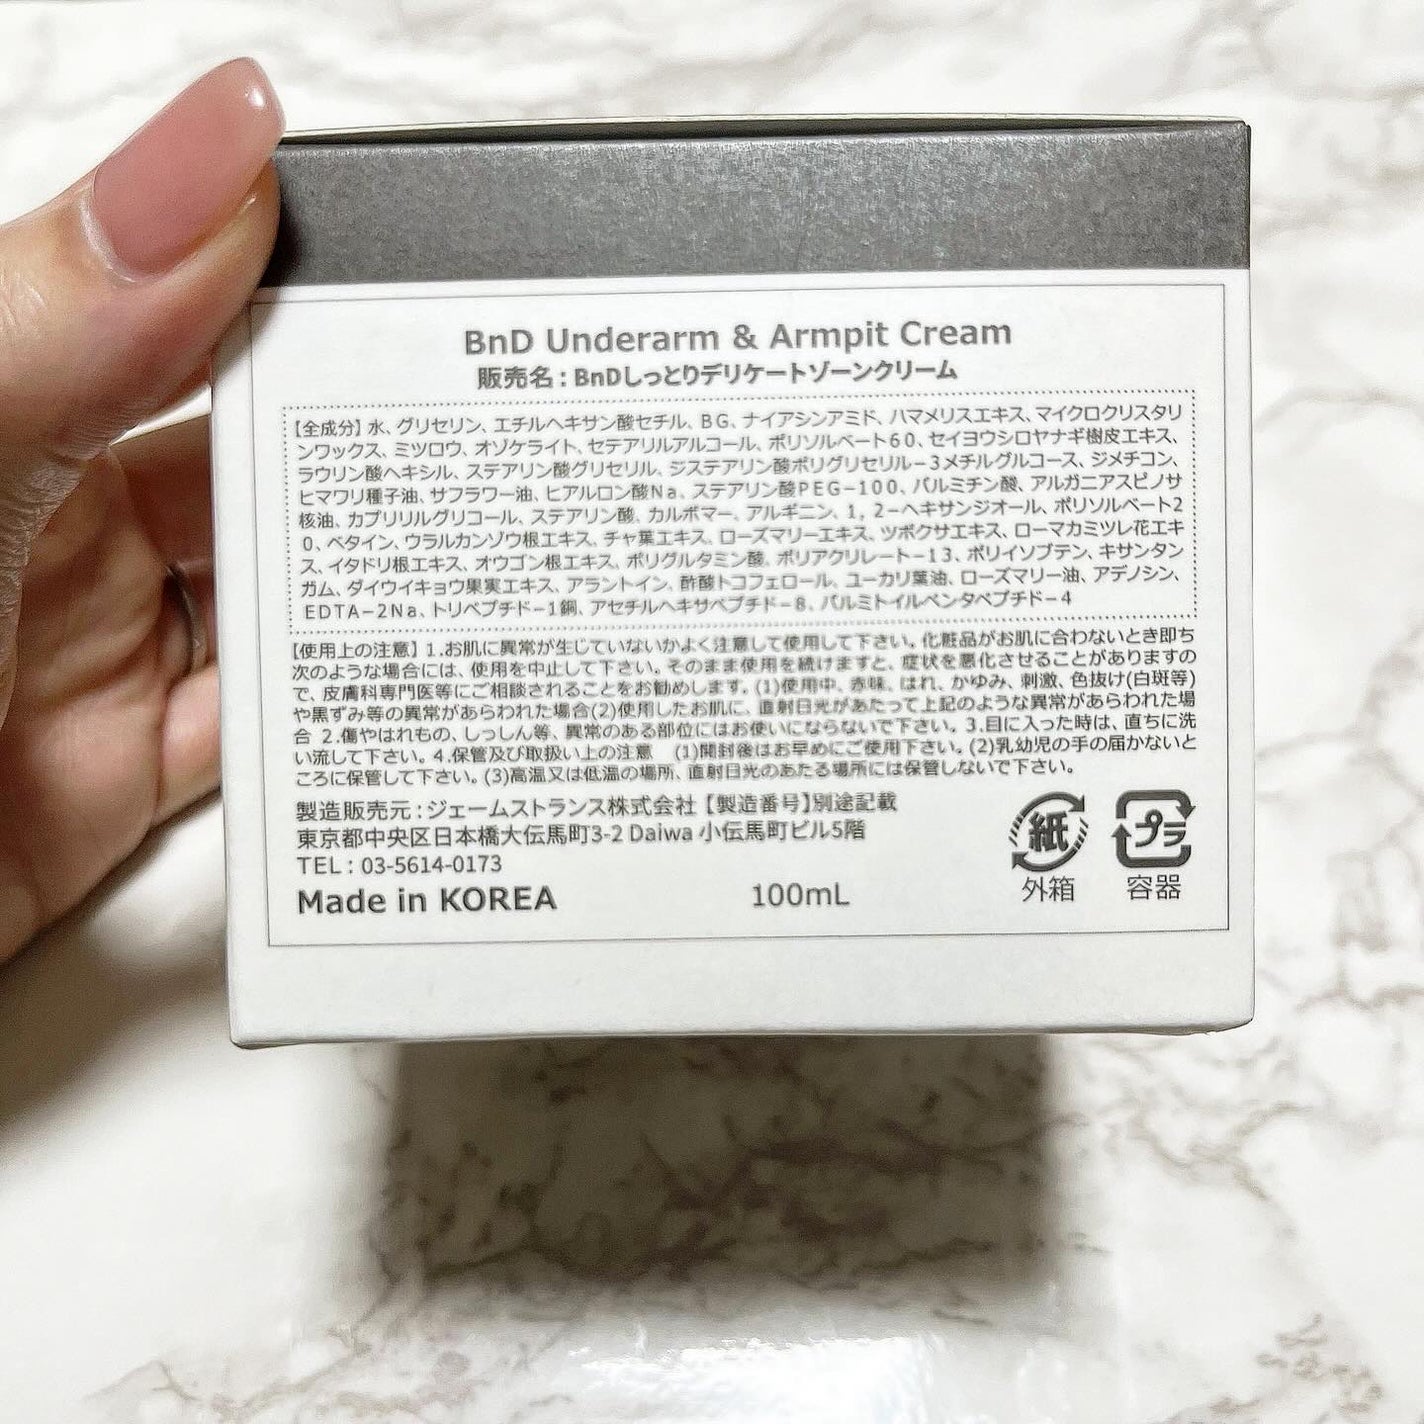 BnD Underarm & Armpit Cream
販売名：BnDしっとりデリケートゾーンクリーム
【全成分】水、グリセリン、エチルヘキサン酸セチル、BG、ナイアシンアミド、ハマメリスエキス、マイクロクリスタリ
ンワックス、ミツロウ、オゾケライト、セテアリルアルコール、ポリソルベート60、セイヨウシロヤナギ樹皮エキス、
ラウリン酸ヘキシル、ステアリン酸グリセリル、ジステアリン酸ポリグリセリル－3メチルグルコース、ジメチコン、
ヒマワリ種子油、サフラワー油、ヒアルロン酸Na、ステアリン酸PEG－100、パルミチン酸、アルガニアスピノサ
核油、カプリリルグリコール、ステアリン酸、カルボマー、アルギニン、1，2－ヘキサンジオール、ポリソルベート2
0、ベタイン、ウラルカンゾウ根エキス、チャ葉エキス、ローズマリーエキス、ツボクサエキス、ローマカミツレ花エキ
ス、イタドリ根エキス、オウゴン根エキス、ポリグルタミン酸、ポリアクリレート－13、ポリイソブテン、キサンタン
ガム、ダイウイキョウ果実エキス、アラントイン、酢酸トコフェロール、ユーカリ葉油、ローズマリー油、アデノシン、
EDTA－2Na、トリペプチド－1銅、アセチルヘキサペプチド－8、パルミトイルペンタペプチド－4
【使用上の注意】1.お肌に異常が生じていないかよく注意して使用して下さい。化粧品がお肌に合わないとき即ち
次のような場合には、使用を中止して下さい。そのまま使用を続けますと、症状を悪化させることがありますの
で、皮膚科専門医等にご相談されることをお勧めします。(1)使用中、赤味、はれ、かゆみ、刺激、色抜け(白斑等)
や黒ずみ等の異常があらわれた場合(2)使用したお肌に、直射日光があたって上記のような異常があらわれた場
合 2.傷やはれもの、しっしん等、異常のある部位にはお使いにならないで下さい。3.目に入った時は、直ちに洗
い流して下さい。4.保管及び取扱い上の注意　(1)開封後はお早めにご使用下さい。(2)乳幼児の手の届かないと
ころに保管して下さい。(3)高温又は低温の場所、直射日光のあたる場所には保管しないで下さい。
製造販売元：ジェームストランス株式会社【製造番号】別途記載
東京都中央区日本橋大伝馬町3-2 Daiwa 小伝馬町ビル5階
TEL：03-5614-0173
Made in KOREA
100mL
紙
外箱
プラ
容器